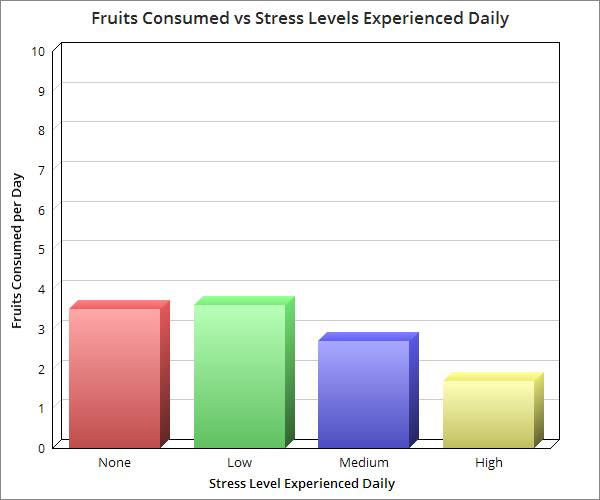 Fruits Consumed vs Stress Levels Experienced Daily
10
9
8
7
6
5
4
3
2
1
0
Fruits Consumed per Day
None Low Medium High
Stress Level Experienced Daily